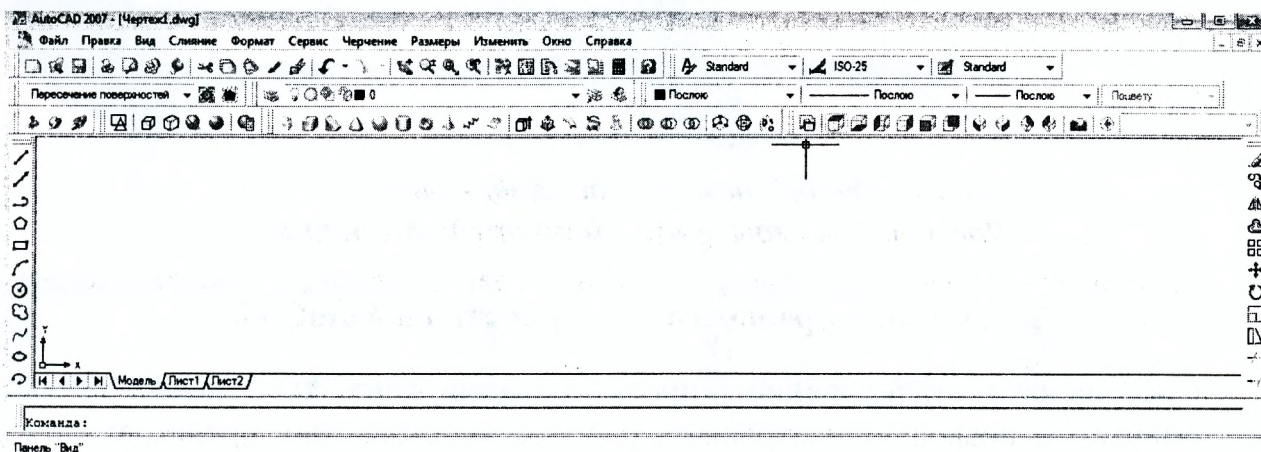 AutoCAD 2007 - [Чертеж1.dwg]
Файл Правка Вид Слияние Формат Сервис Черчение Размеры Изменить Окно Справка
Standard ISO-25 Standard
Пересечение поверхностей 0 Послою Послою Послою Поцвету
Y
X
Модель Лист1 Лист2
Команда:
Панель "Вид"